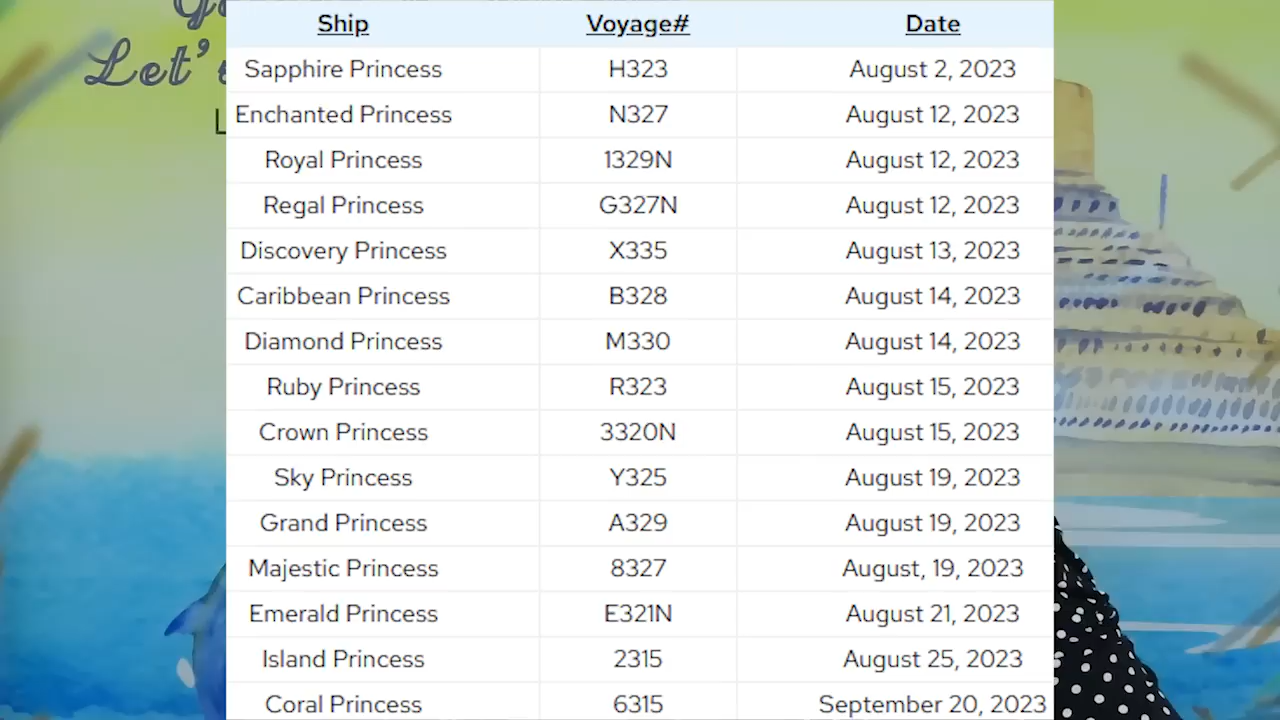 Let's
Ship Voyage# Date
Sapphire Princess H323 August 2, 2023
Enchanted Princess N327 August 12, 2023
Royal Princess 1329N August 12, 2023
Regal Princess G327N August 12, 2023
Discovery Princess X335 August 13, 2023
Caribbean Princess B328 August 14, 2023
Diamond Princess M330 August 14, 2023
Ruby Princess R323 August 15, 2023
Crown Princess 3320N August 15, 2023
Sky Princess Y325 August 19, 2023
Grand Princess A329 August 19, 2023
Majestic Princess 8327 August, 19, 2023
Emerald Princess E321N August 21, 2023
Island Princess 2315 August 25, 2023
Coral Princess 6315 September 20, 2023